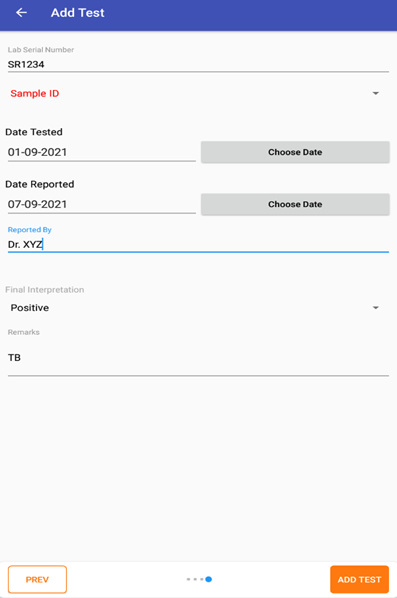 Add Test
Lab Serial Number
SR1234
Sample ID
Date Tested
01-09-2021
Choose Date
Date Reported
07-09-2021
Choose Date
Reported By
Dr. XYZ
Final Interpretation
Positive
Remarks
TB
PREV
ADD TEST